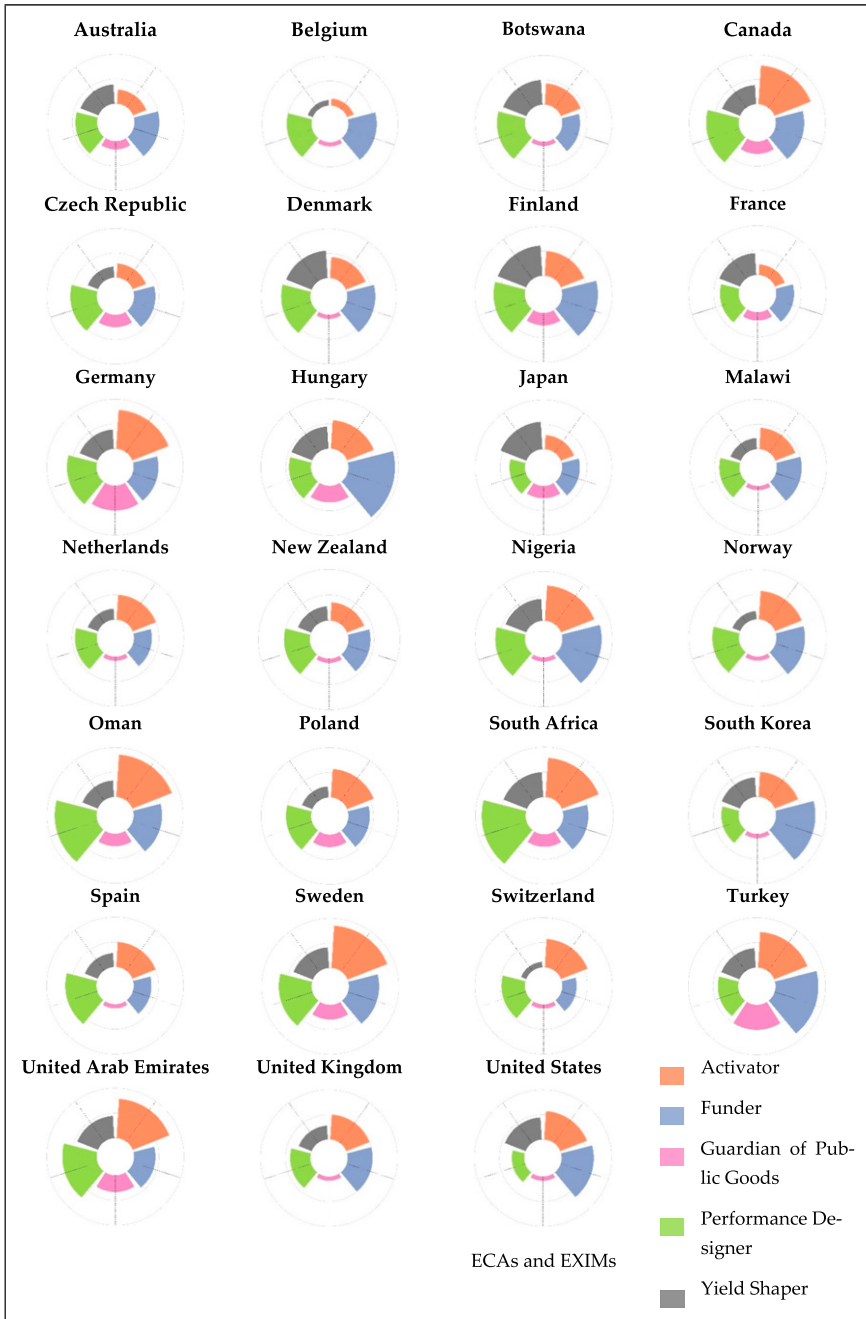 Australia
Belgium
Botswana
Canada
Czech Republic
Denmark
Finland
France
Germany
Hungary
Japan
Malawi
Netherlands
New Zealand
Nigeria
Norway
Oman
Poland
South Africa
South Korea
Spain
Sweden
Switzerland
Turkey
United Arab Emirates
United Kingdom
United States
Activator
Funder
Guardian of Pub-
lic Goods
Performance De-
signer
Yield Shaper
ECAs and EXIMs